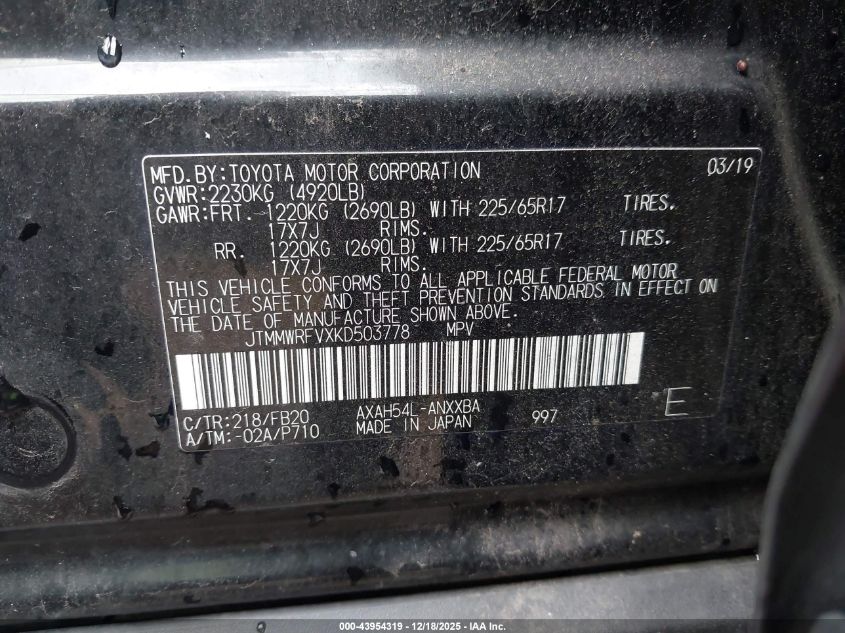 MFD.BY:TOYOTA MOTOR CORPORATION 03/19
GVWR:2230KG (4920LB)
GAWR:FRT. 1220KG (2690LB) WITH 225/65R17 TIRES.
17X7J RIMS.
RR. 1220KG (2690LB) WITH 225/65R17 TIRES.
17X7J RIMS.
THIS VEHICLE CONFORMS TO ALL APPLICABLE FEDERAL MOTOR
VEHICLE SAFETY AND THEFT PREVENTION STANDARDS IN EFFECT ON
THE DATE OF MANUFACTURE SHOWN ABOVE.
JTMMWRFVXKD503778 MPV
C/TR:218/FB20 AXAH54L-ANXXBA E
A/TM:-02A/P710 MADE IN JAPAN 997
000-43954319 - 12/18/2025 - IAA Inc.